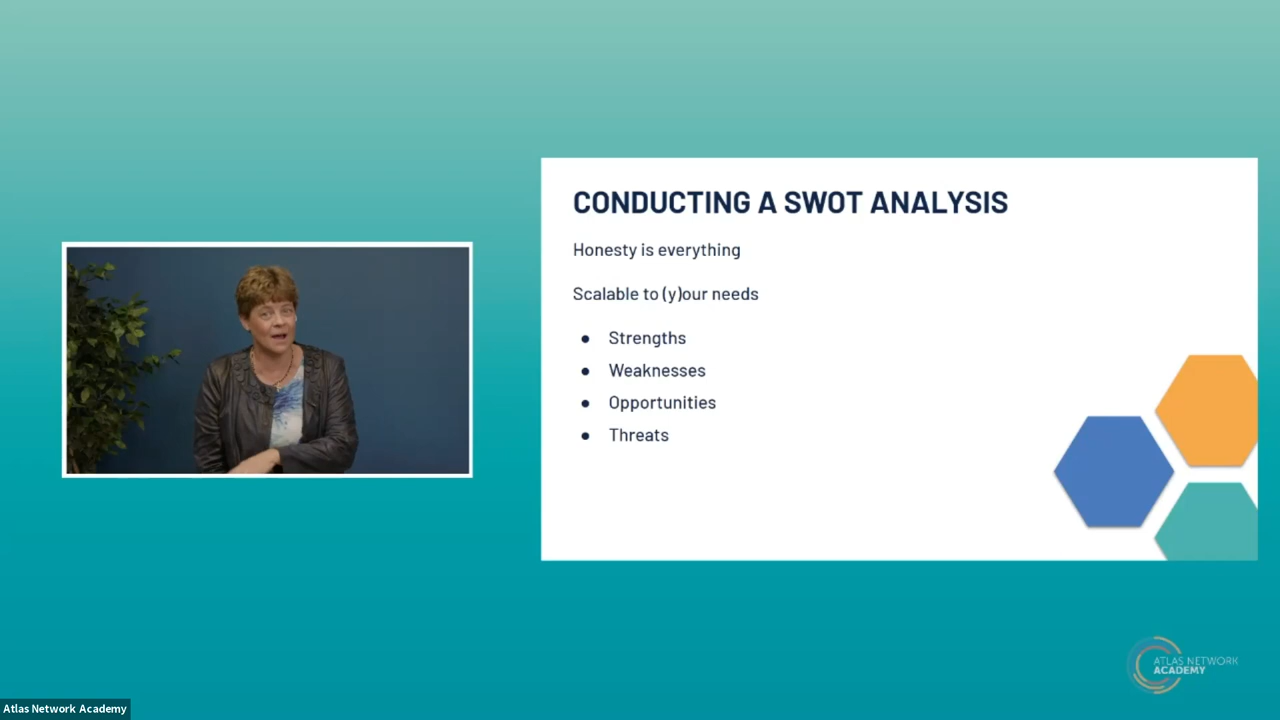 CONDUCTING A SWOT ANALYSIS
Honesty is everything
Scalable to (y)our needs
● Strengths
● Weaknesses
● Opportunities
● Threats
ATLAS NETWORK
ACADEMY
Atlas Network Academy